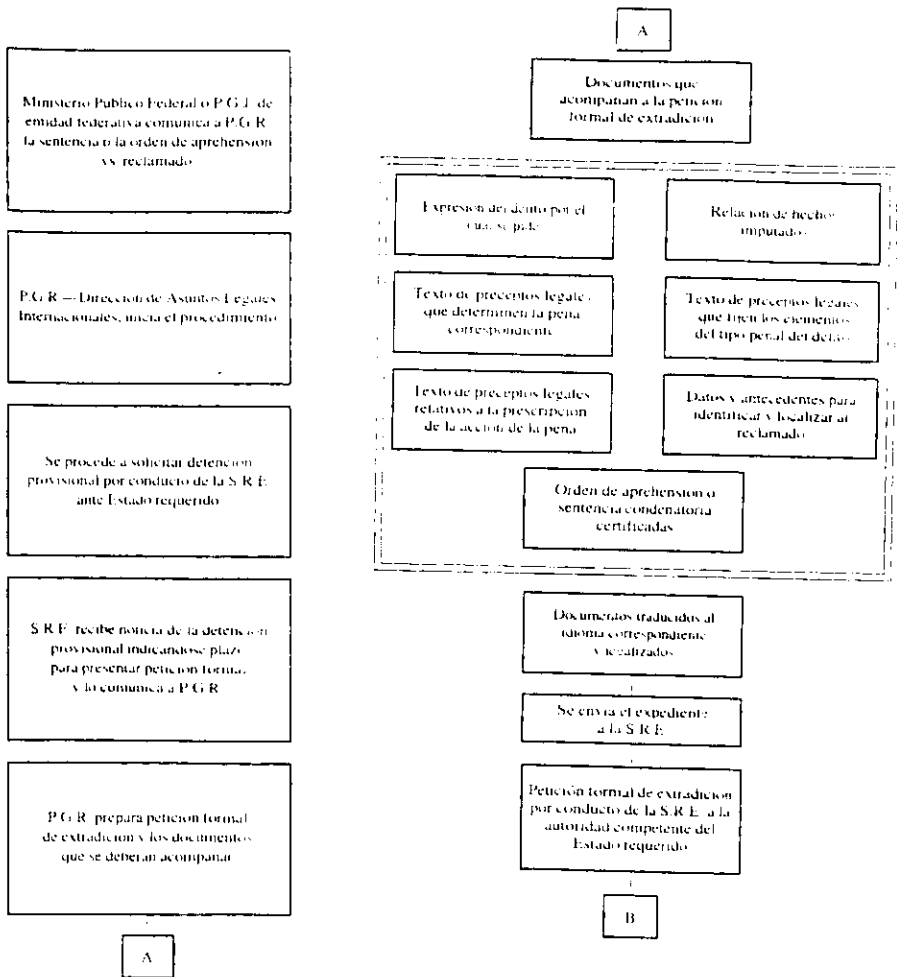 Ministerio Publico Federal o P.G.J. de
entidad federativa comunica a P.G.R.
la sentencia o la orden de aprehension
vs. reclamado
P.G.R. — Direccion de Asuntos Legales
Internacionales, inicia el procedimiento
Se procede a solicitar detencion
provisional por conducto de la S.R.E.
ante Estado requerido
S.R.E. recibe noticia de la detencion
provisional indicandose plazo
para presentar peticion formal
y lo comunica a P.G.R.
P.G.R. prepara peticion formal
de extradicion y los documentos
que se deberan acompañar
A
A
Documentos que
acompañan a la peticion
formal de extradicion
Expresion del delito por el
cual se pide
Relacion de hechos
imputados
Texto de preceptos legales
que determinen la pena
correspondiente
Texto de preceptos legales
que fijen los elementos
del tipo penal del delito
Texto de preceptos legales
relativos a la prescripcion
de la accion de la pena
Datos y antecedentes para
identificar y localizar al
reclamado
Orden de aprehension o
sentencia condenatoria
certificadas
Documentos traducidos al
idioma correspondiente
y
Se envia el expediente
a la S.R.E.
Petición formal de extradicion
por conducto de la S.R.E. a la
autoridad competente del
Estado requerido
B